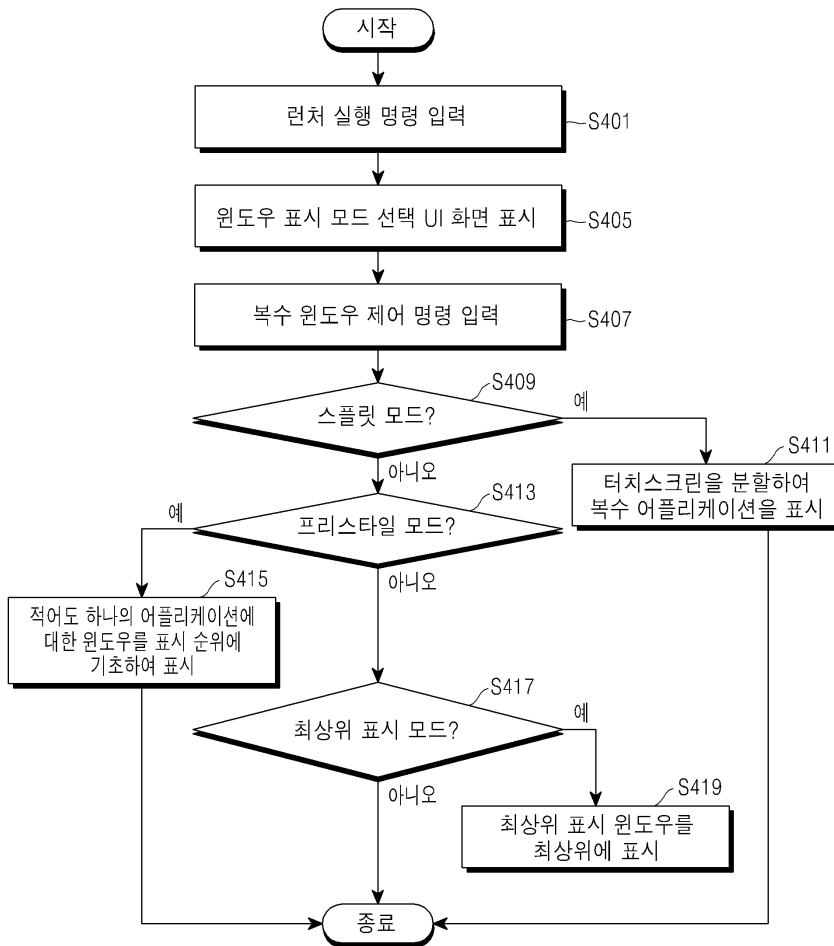 시작
런처 실행 명령 입력
S401
윈도우 표시 모드 선택 UI 화면 표시
S405
복수 윈도우 제어 명령 입력
S407
S409
스플릿 모드?
예
아니오
S411
터치스크린을 분할하여
복수 어플리케이션을 표시
S413
프리스타일 모드?
예
아니오
S415
적어도 하나의 어플리케이션에
대한 윈도우를 표시 순위에
기초하여 표시
S417
최상위 표시 모드?
예
아니오
S419
최상위 표시 윈도우를
최상위에 표시
종료